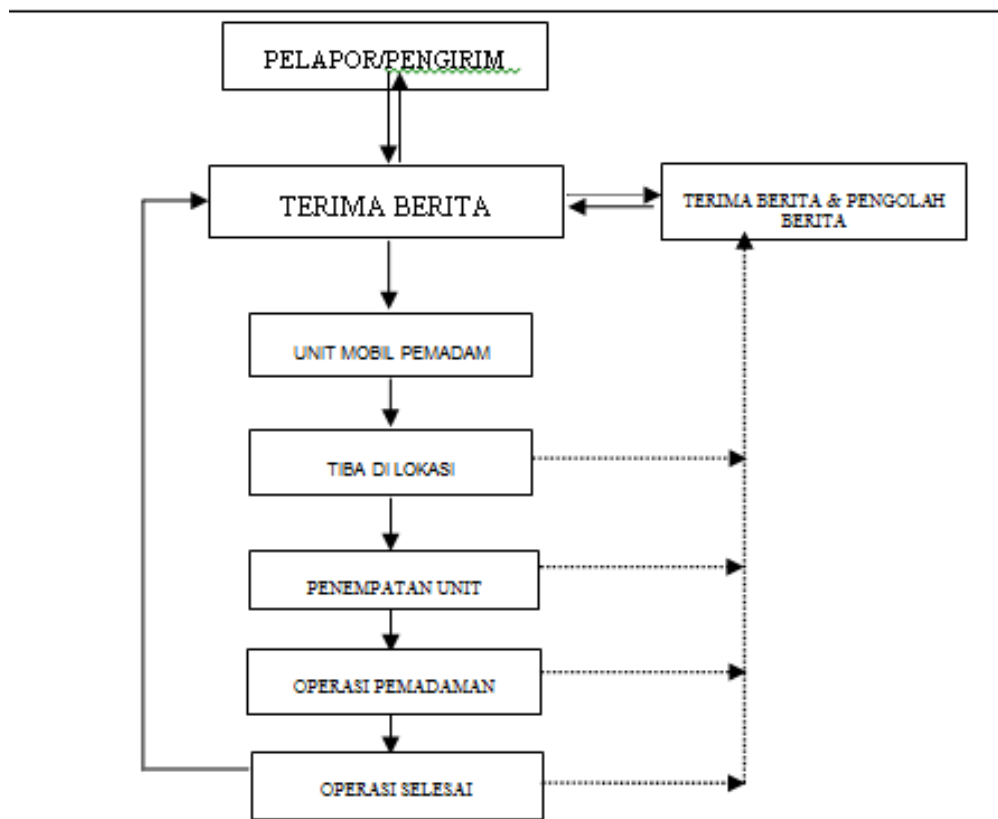 PELAPOR/PENGIRIM
TERIMA BERITA
TERIMA BERITA & PENGOLAH
BERITA
UNIT MOBIL PEMADAM
TIBA DI LOKASI
PENEMPATAN UNIT
OPERASI PEMADAMAN
OPERASI SELESAI